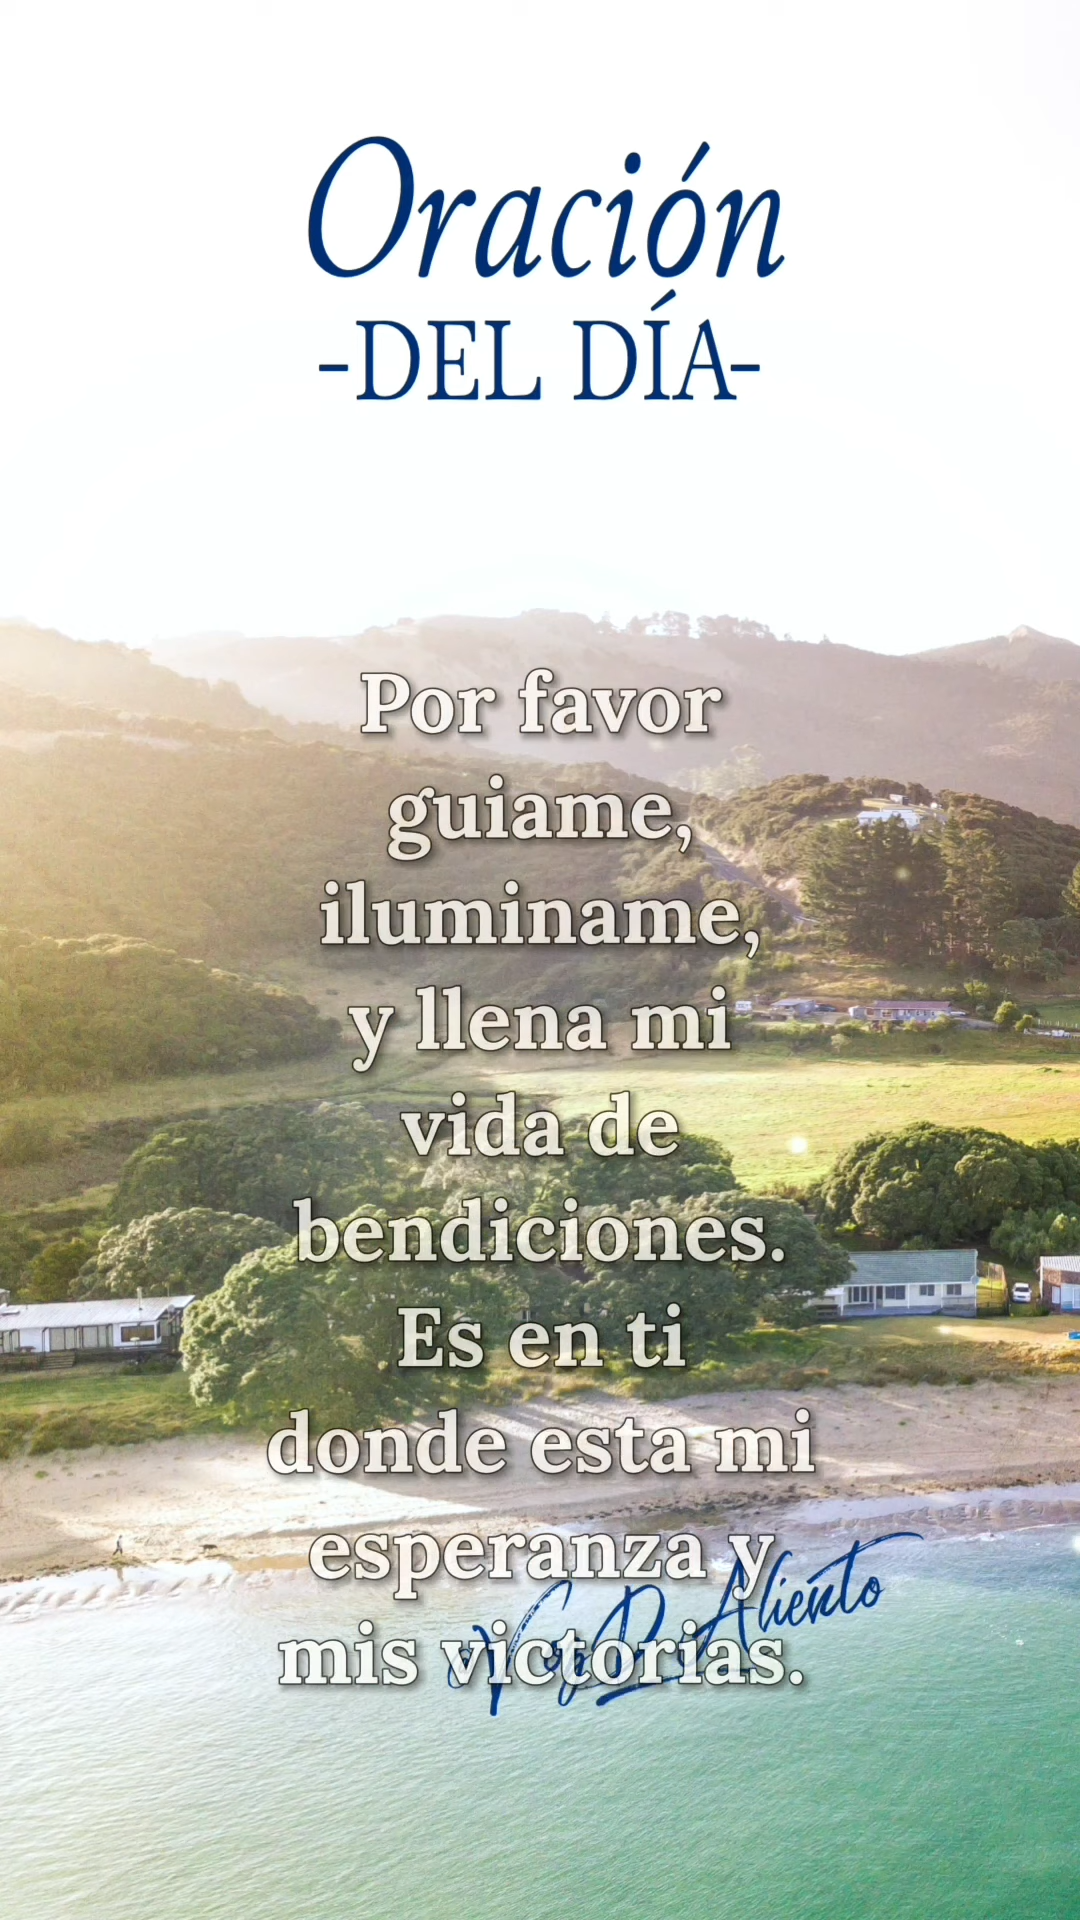 Oración
-DEL DÍA-
Por favor
guiame,
iluminame,
y llena mi
vida de
bendiciones.
Es en ti
donde esta mi
esperanza y
mis victorias.
@Voz D Aliento